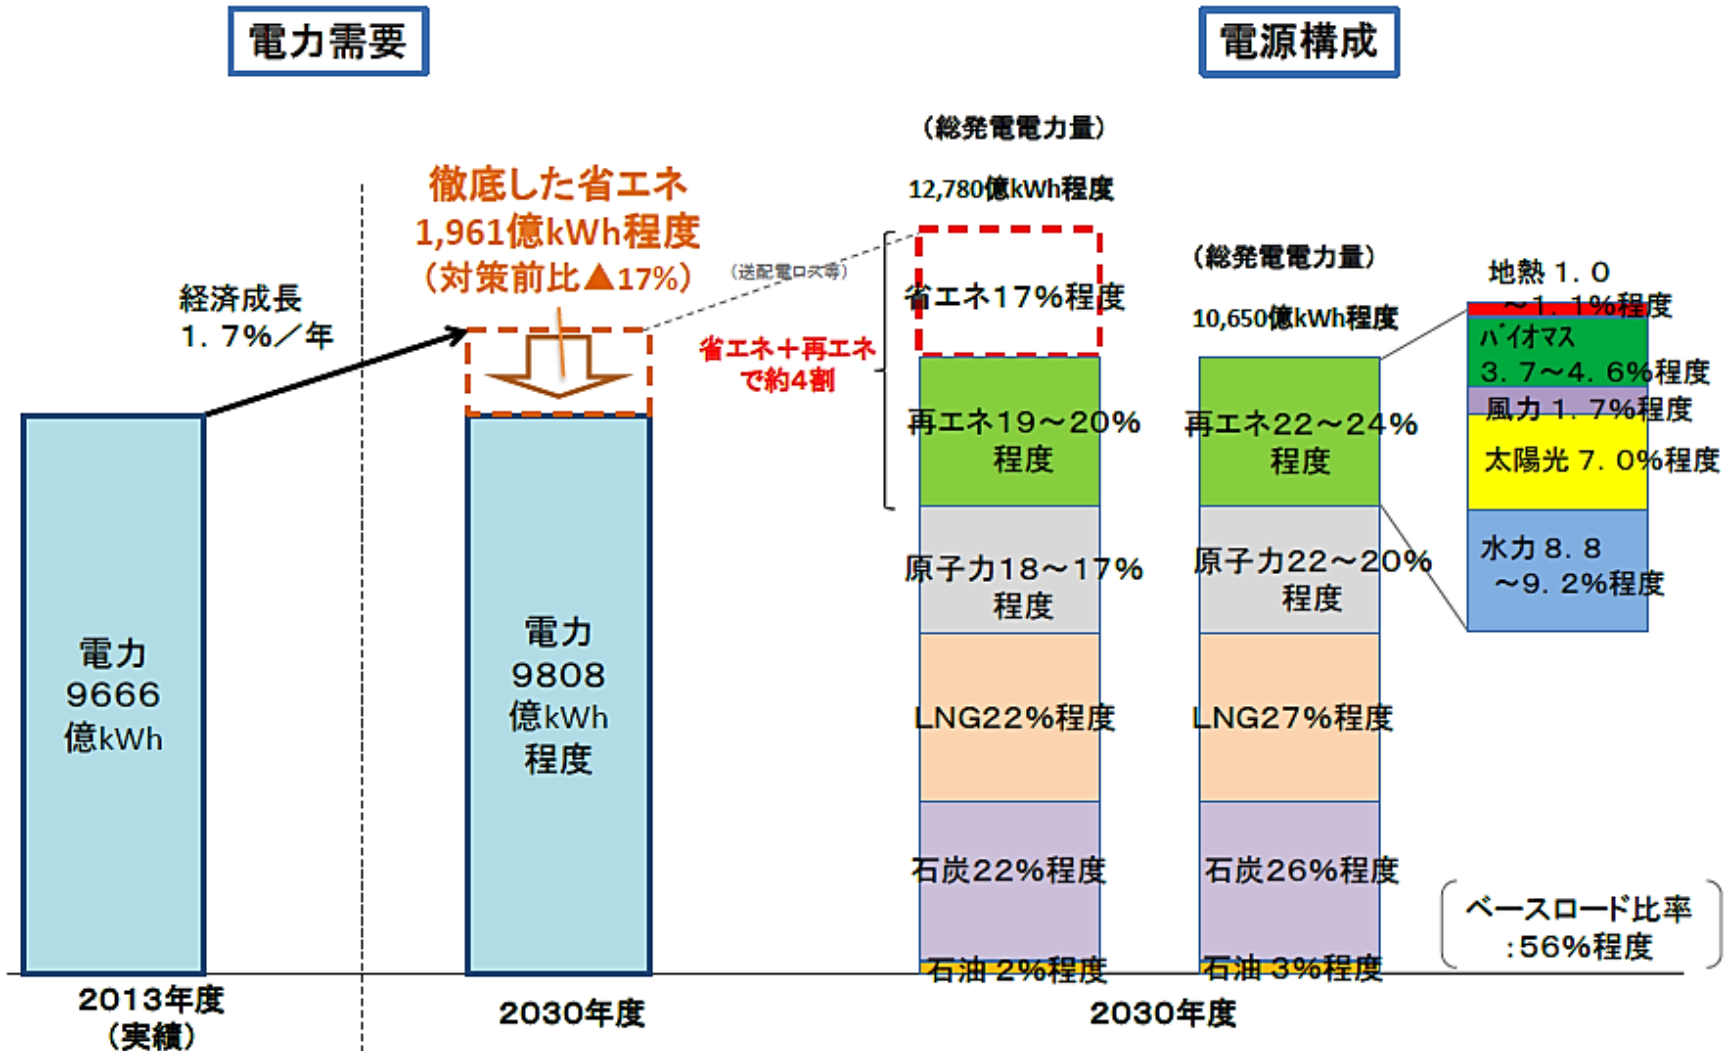 電力需要
電源構成
（総発電電力量）
12,780億kWh程度
徹底した省エネ
1,961億kWh程度
（対策前比▲17%）
（送配電ロス等）
経済成長
１．７％／年
省エネ＋再エネ
で約４割
省エネ１７％程度
再エネ１９～２０％
程度
原子力１８～１７％
程度
LNG２２％程度
石炭２２％程度
石油２％程度
（総発電電力量）
10,650億kWh程度
再エネ２２～２４％
程度
原子力２２～２０％
程度
LNG２７％程度
石炭２６％程度
石油３％程度
地熱１．０
～１．１％程度
バイオマス
３．７～４．６％程度
風力１．７％程度
太陽光７．０％程度
水力８．８
～９．２％程度
ベースロード比率
：５６％程度
電力
９６６６
億kWh
電力
９８０８
億kWh
程度
２０１３年度
（実績）
２０３０年度
２０３０年度